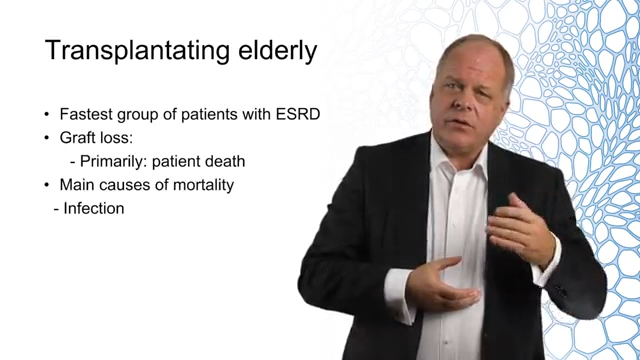 Transplantating elderly
• Fastest group of patients with ESRD
• Graft loss:
- Primarily: patient death
• Main causes of mortality
- Infection